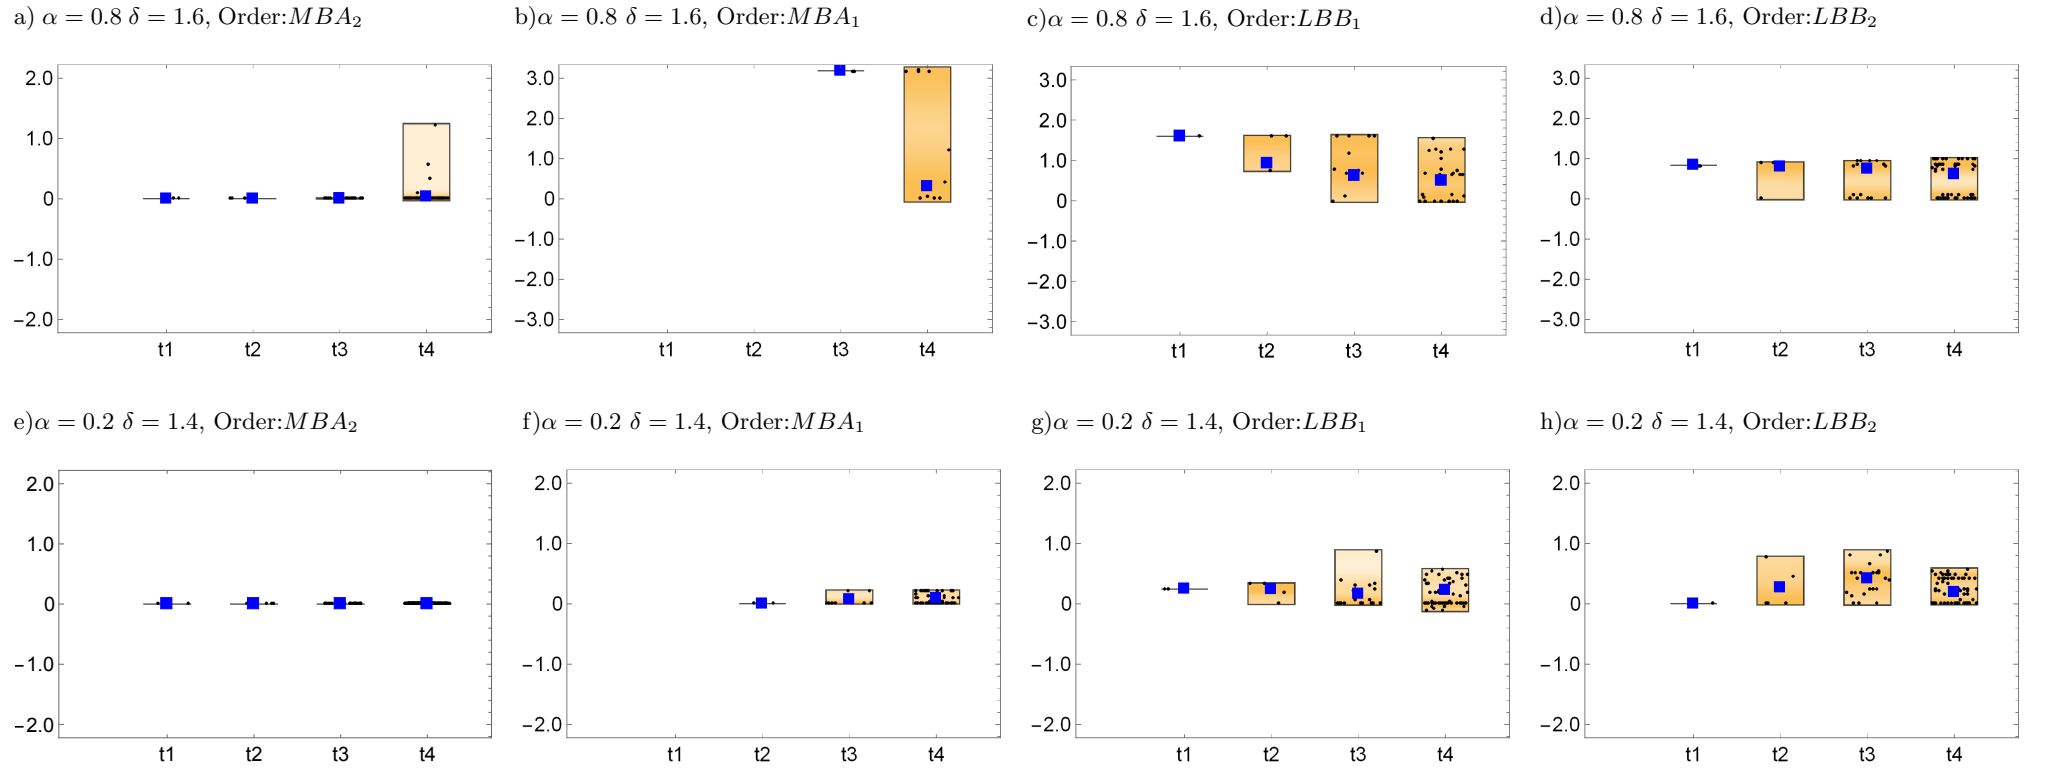 a) α = 0.8 δ = 1.6, Order:MBA₂
2.0
1.0
0
−1.0
−2.0
t1 t2 t3 t4
b)α = 0.8 δ = 1.6, Order:MBA₁
3.0
2.0
1.0
0
−1.0
−2.0
−3.0
t1 t2 t3 t4
c)α = 0.8 δ = 1.6, Order:LBB₁
3.0
2.0
1.0
0
−1.0
−2.0
−3.0
t1 t2 t3 t4
d)α = 0.8 δ = 1.6, Order:LBB₂
3.0
2.0
1.0
0
−1.0
−2.0
−3.0
t1 t2 t3 t4
e)α = 0.2 δ = 1.4, Order:MBA₂
2.0
1.0
0
−1.0
−2.0
t1 t2 t3 t4
f)α = 0.2 δ = 1.4, Order:MBA₁
2.0
1.0
0
−1.0
−2.0
t1 t2 t3 t4
g)α = 0.2 δ = 1.4, Order:LBB₁
2.0
1.0
0
−1.0
−2.0
t1 t2 t3 t4
h)α = 0.2 δ = 1.4, Order:LBB₂
2.0
1.0
0
−1.0
−2.0
t1 t2 t3 t4